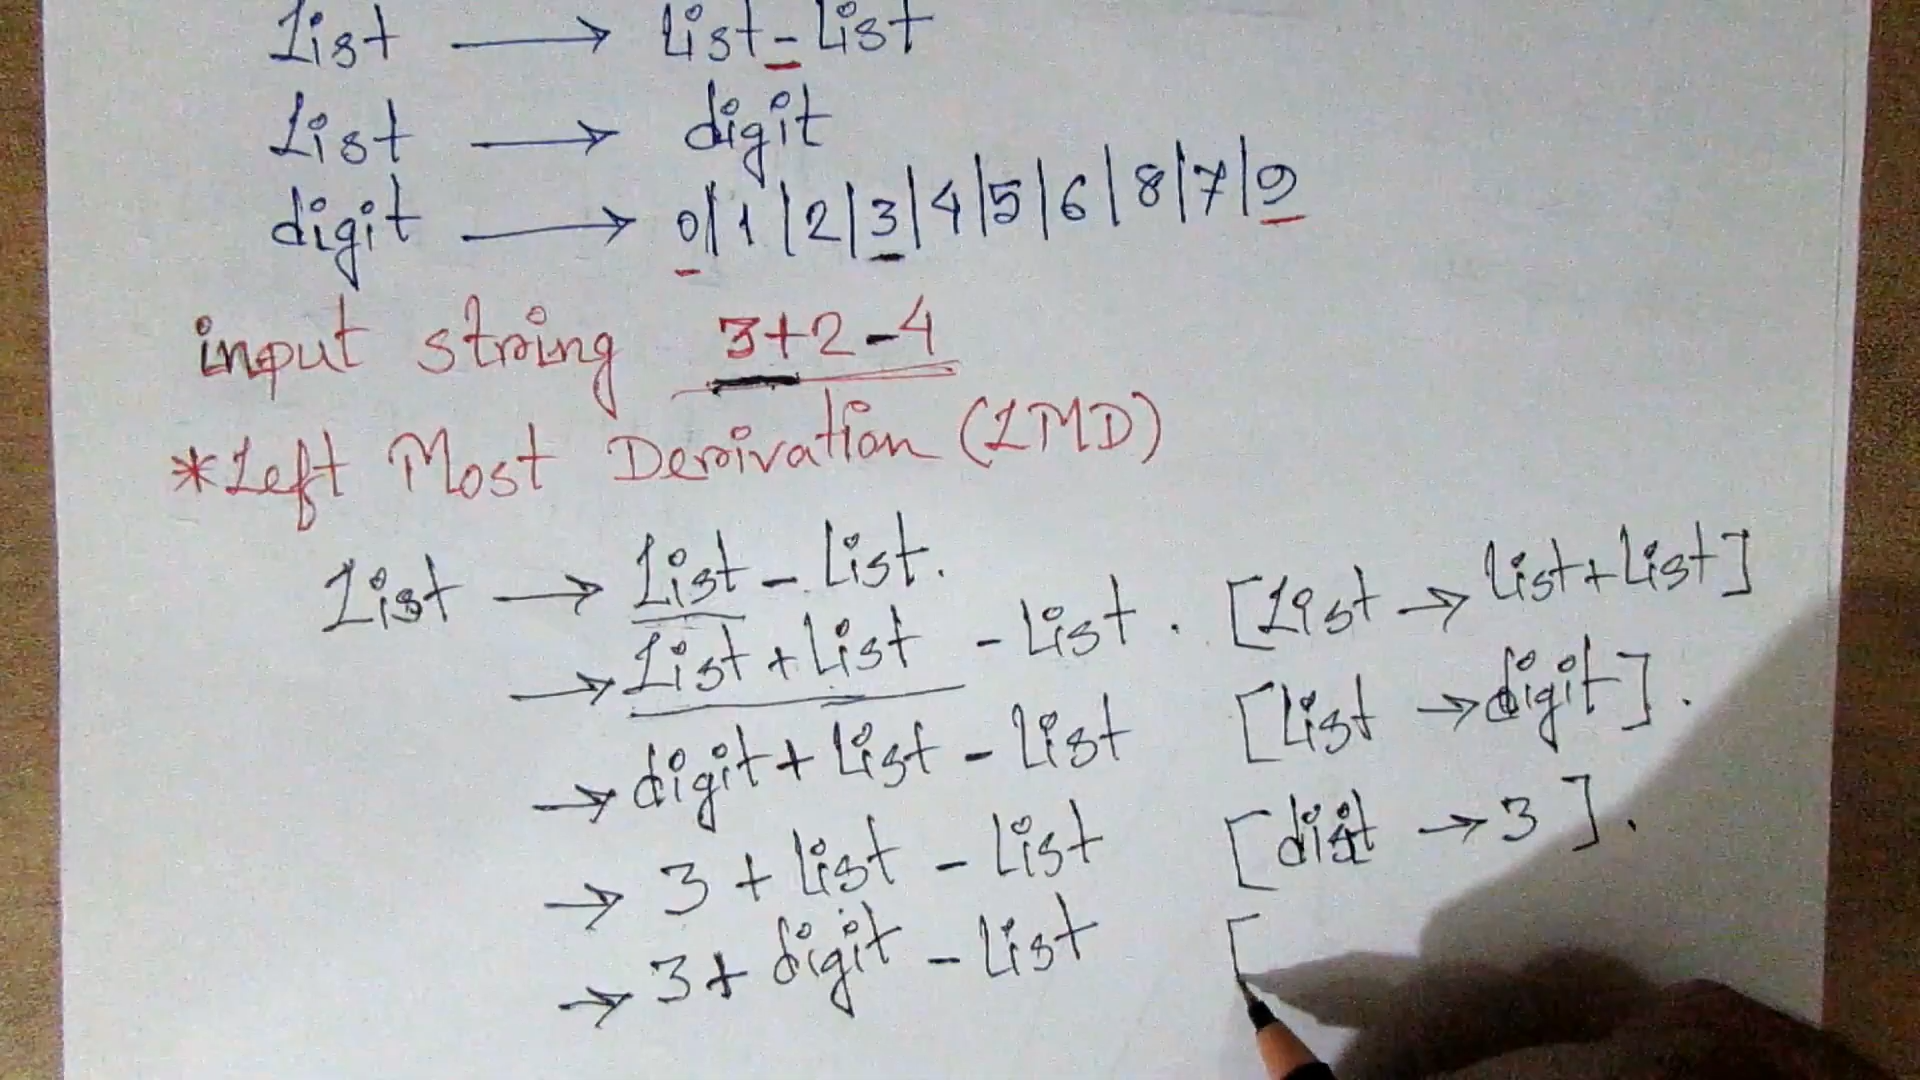 List → List - List
List → digit
digit → 0|1|2|3|4|5|6|8|7|9
input string 3+2-4
*Left Most Derivation (LMD)
List → List - List.
→ List + List - List. [List → List + List]
→ digit + List - List [List → digit].
→ 3 + List - List [digit → 3].
→ 3 + digit - List [